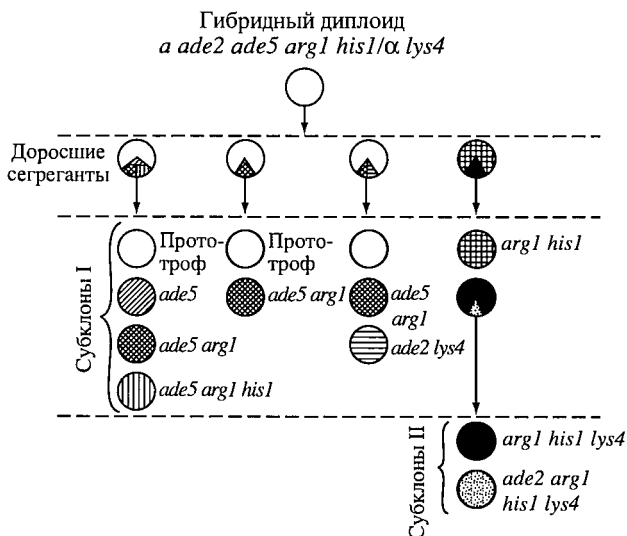 Гибридный диплоид
a ade2 ade5 arg1 his1/α lys4
Доросшие
сегреганты
Субклоны I
Прото-
троф
ade5
ade5 arg1
ade5 arg1 his1
Прото-
троф
ade5 arg1
ade5
arg1
ade2 lys4
arg1 his1
Субклоны II
arg1 his1 lys4
ade2 arg1
his1 lys4